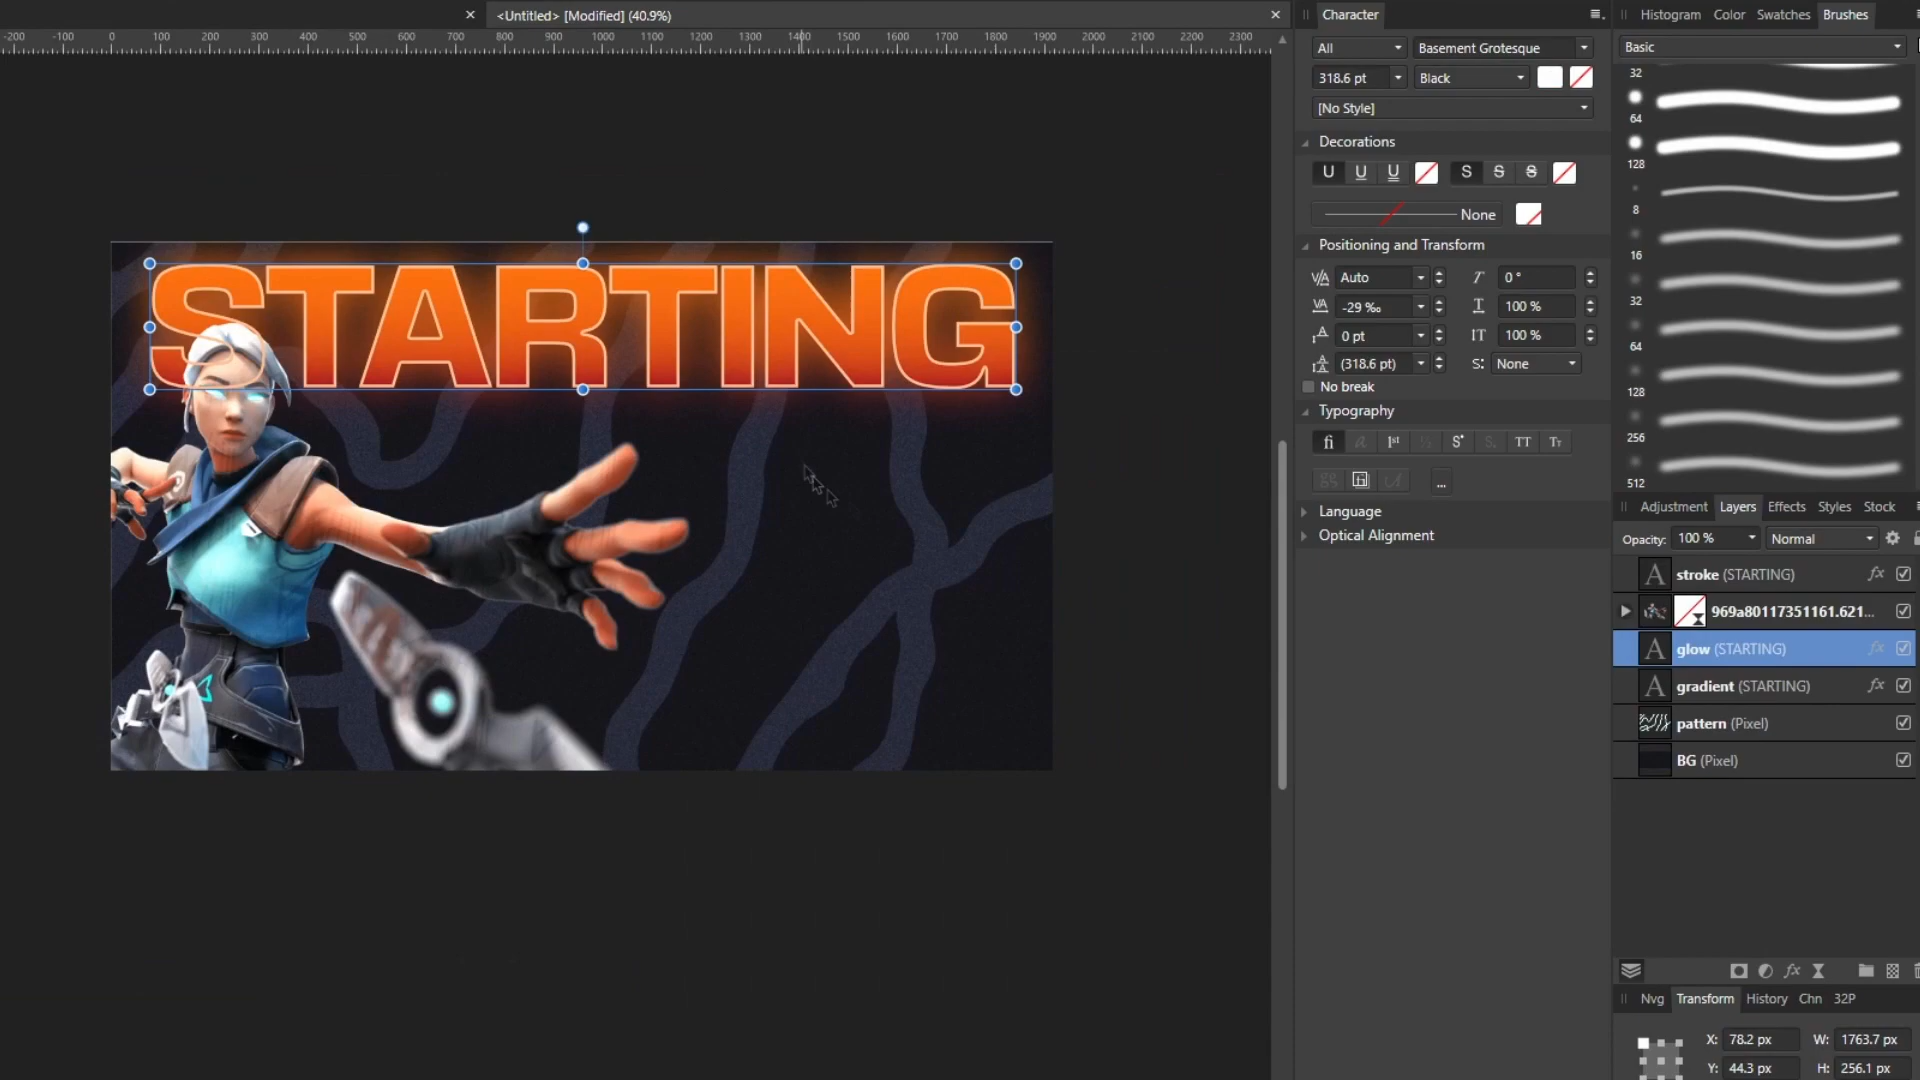 <Untitled> [Modified] (40.9%)
-200 -100 0 100 200 300 400 500 600 700 800 900 1000 1100 1200 1300 1400 1500 1600 1700 1800 1900 2000 2100 2200 2300
STARTING
Character
All
Basement Grotesque
318.6 pt
Black
[No Style]
Decorations
U U U S S S
None
Positioning and Transform
Auto
0 °
-29 ‰
100 %
0 pt
100 %
(318.6 pt)
S: None
No break
Typography
fi 1st S TT Tt
...
Language
Optical Alignment
Histogram Color Swatches Brushes
Basic
32
64
128
8
16
32
64
128
256
512
Adjustment Layers Effects Styles Stock
Opacity: 100 % Normal
A stroke (STARTING) fx
969a80117351161.621...
A glow (STARTING) fx
A gradient (STARTING) fx
pattern (Pixel)
BG (Pixel)
fx
Nvg Transform History Chn 32P
X: 78.2 px W: 1763.7 px
Y: 44.3 px H: 256.1 px